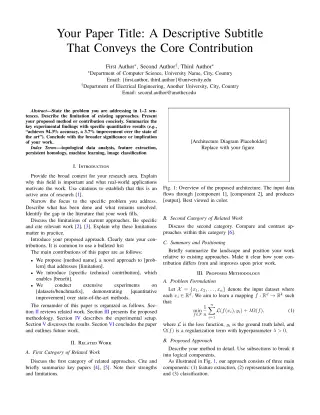 Your Paper Title: A Descriptive Subtitle
That Conveys the Core Contribution
First Author*, Second Author†, Third Author*
*Department of Computer Science, University Name, City, Country
Email: {first.author, third.author}@university.edu
†Department of Electrical Engineering, Another University, City, Country
Email: second.author@another.edu
Abstract—State the problem you are addressing in 1–2 sen-
tences. Describe the limitation of existing approaches. Present
your proposed method or contribution concisely. Summarize the
key experimental findings with specific quantitative results (e.g.,
"achieves 94.5% accuracy, a 3.7% improvement over the state of
the art"). Conclude with the broader significance or implication
of your work.
Index Terms—topological data analysis, feature extraction,
persistent homology, machine learning, image classification
I. INTRODUCTION
Provide the broad context for your research area. Explain
why this field is important and what real-world applications
motivate the work. Use citations to establish that this is an
active area of research [1].
Narrow the focus to the specific problem you address.
Describe what has been done and what remains unsolved.
Identify the gap in the literature that your work fills.
Discuss the limitations of current approaches. Be specific
and cite relevant work [2], [3]. Explain why these limitations
matter in practice.
Introduce your proposed approach. Clearly state your con-
tributions. It is common to use a bulleted list:
The main contributions of this paper are as follows:
• We propose [method name], a novel approach to [prob-
lem] that addresses [limitation].
• We introduce [specific technical contribution], which
enables [benefit].
• We conduct extensive experiments on
[datasets/benchmarks], demonstrating [quantitative
improvement] over state-of-the-art methods.
The remainder of this paper is organized as follows. Sec-
tion II reviews related work. Section III presents the proposed
methodology. Section IV describes the experimental setup.
Section V discusses the results. Section VI concludes the paper
and outlines future work.
II. RELATED WORK
A. First Category of Related Work
Discuss the first category of related approaches. Cite and
briefly summarize key papers [4], [5]. Note their strengths
and limitations.
[Architecture Diagram Placeholder]
Replace with your figure
Fig. 1: Overview of the proposed architecture. The input data
flows through [component 1], [component 2], and produces
[output]. Best viewed in color.
B. Second Category of Related Work
Discuss the second category. Compare and contrast ap-
proaches within this category [6].
C. Summary and Positioning
Briefly summarize the landscape and position your work
relative to existing approaches. Make it clear how your con-
tribution differs from and improves upon prior work.
III. PROPOSED METHODOLOGY
A. Problem Formulation
Let X = {x₁, x₂, . . . , xₙ} denote the input dataset where
each xᵢ ∈ ℝᵈ. We aim to learn a mapping f : ℝᵈ → ℝᵏ such
that
min f∈F ∑ᵢ₌₁ⁿ L(f(xᵢ), yᵢ) + λΩ(f), (1)
where L is the loss function, yᵢ is the ground truth label, and
Ω(f) is a regularization term with hyperparameter λ > 0.
B. Proposed Approach
Describe your method in detail. Use subsections to break it
into logical components.
As illustrated in Fig. 1, our approach consists of three main
components: (1) feature extraction, (2) representation learning,
and (3) classification.